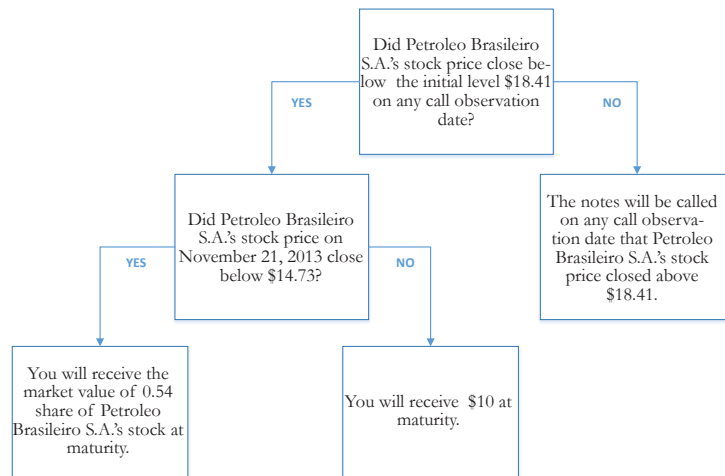 Did Petroleo Brasileiro
S.A.'s stock price close be-
low the initial level $18.41
on any call observation
date?
YES
NO
Did Petroleo Brasileiro
S.A.'s stock price on
November 21, 2013 close
below $14.73?
The notes will be called
on any call observa-
tion date that Petroleo
Brasileiro S.A.'s stock
price closed above
$18.41.
YES
NO
You will receive the
market value of 0.54
share of Petroleo
Brasileiro S.A.'s stock at
maturity.
You will receive $10 at
maturity.